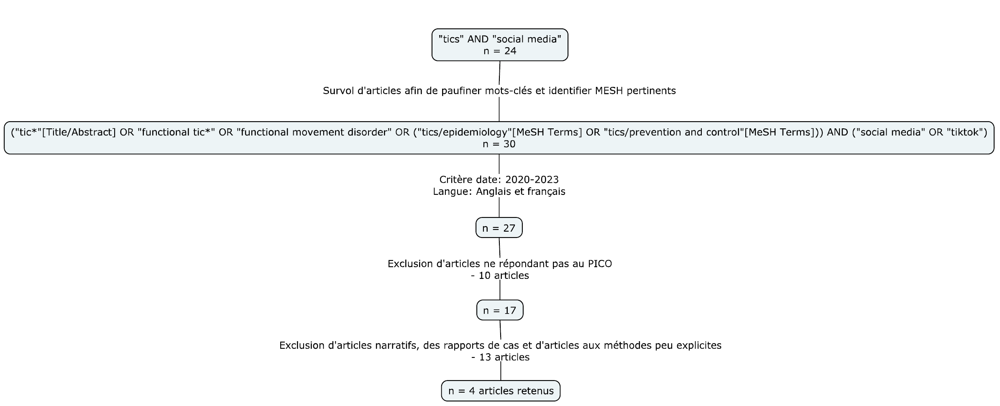 "tics" AND "social media"
n = 24
Survol d'articles afin de paufiner mots-clés et identifier MESH pertinents
("tic*"[Title/Abstract] OR "functional tic*" OR "functional movement disorder" OR ("tics/epidemiology"[MeSH Terms] OR "tics/prevention and control"[MeSH Terms])) AND ("social media" OR "tiktok")
n = 30
Critère date: 2020-2023
Langue: Anglais et français
n = 27
Exclusion d'articles ne répondant pas au PICO
- 10 articles
n = 17
Exclusion d'articles narratifs, des rapports de cas et d'articles aux méthodes peu explicites
- 13 articles
n = 4 articles retenus